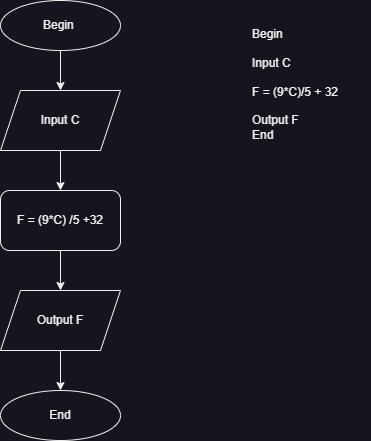 Begin
Input C
F = (9*C) /5 +32
Output F
End
Begin
Input C
F = (9*C)/5 + 32
Output F
End